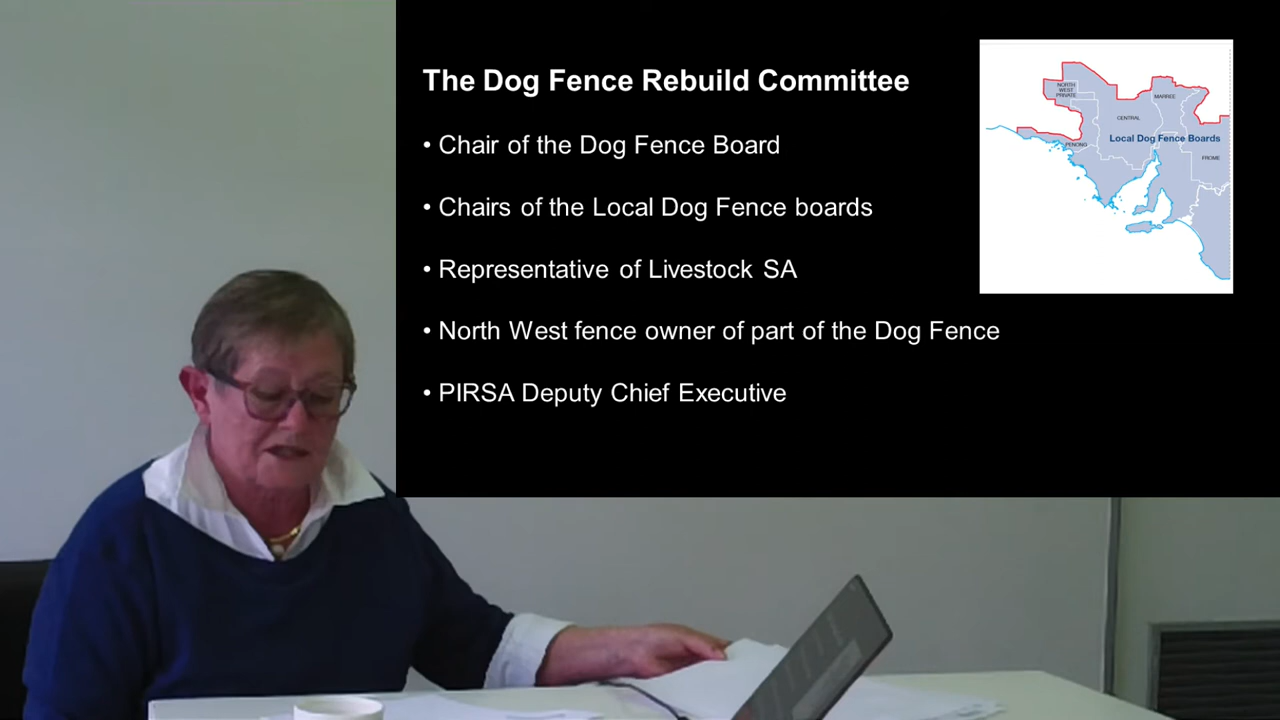 The Dog Fence Rebuild Committee
• Chair of the Dog Fence Board
• Chairs of the Local Dog Fence boards
• Representative of Livestock SA
• North West fence owner of part of the Dog Fence
• PIRSA Deputy Chief Executive
NORTH
WEST
PRIVATE
MARREE
CENTRAL
Local Dog Fence Boards
PENONG
FROME